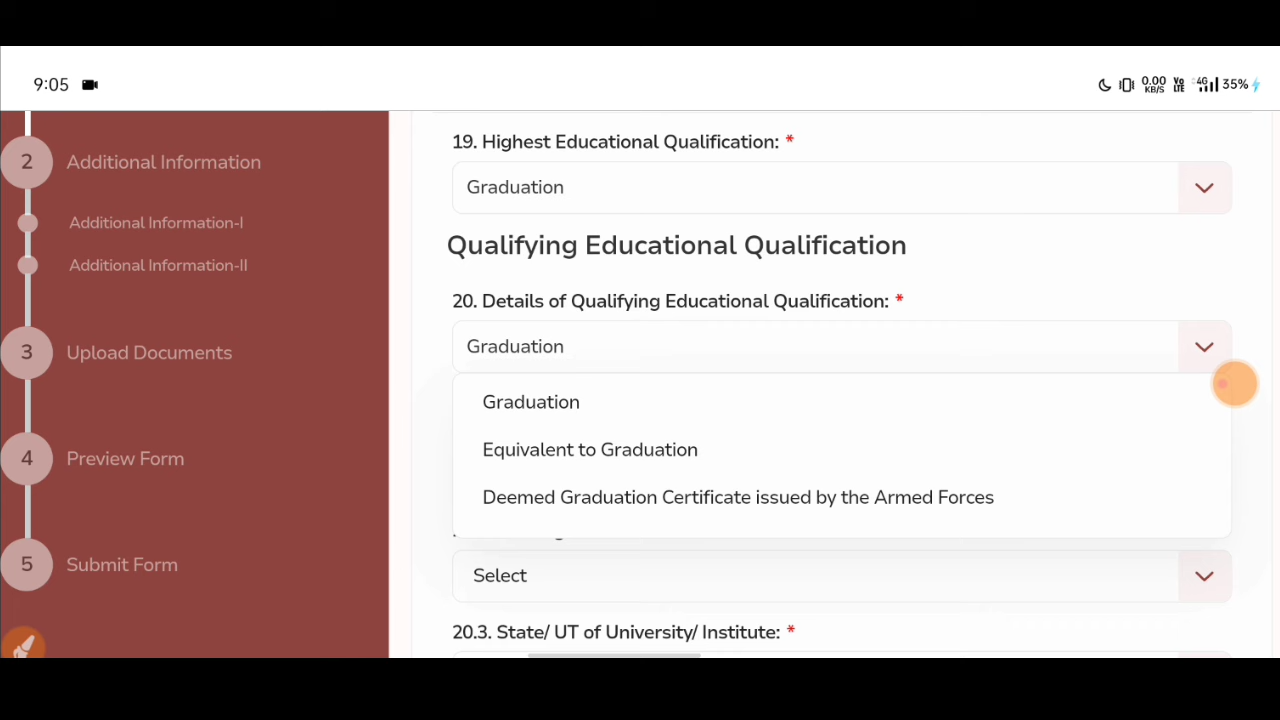 9:05
0.00
KB/S
Vo
LTE
4G
35%
2
Additional Information
Additional Information-I
Additional Information-II
3
Upload Documents
4
Preview Form
5
Submit Form
19. Highest Educational Qualification: *
Graduation
Qualifying Educational Qualification
20. Details of Qualifying Educational Qualification: *
Graduation
Graduation
Equivalent to Graduation
Deemed Graduation Certificate issued by the Armed Forces
Select
20.3. State/ UT of University/ Institute: *